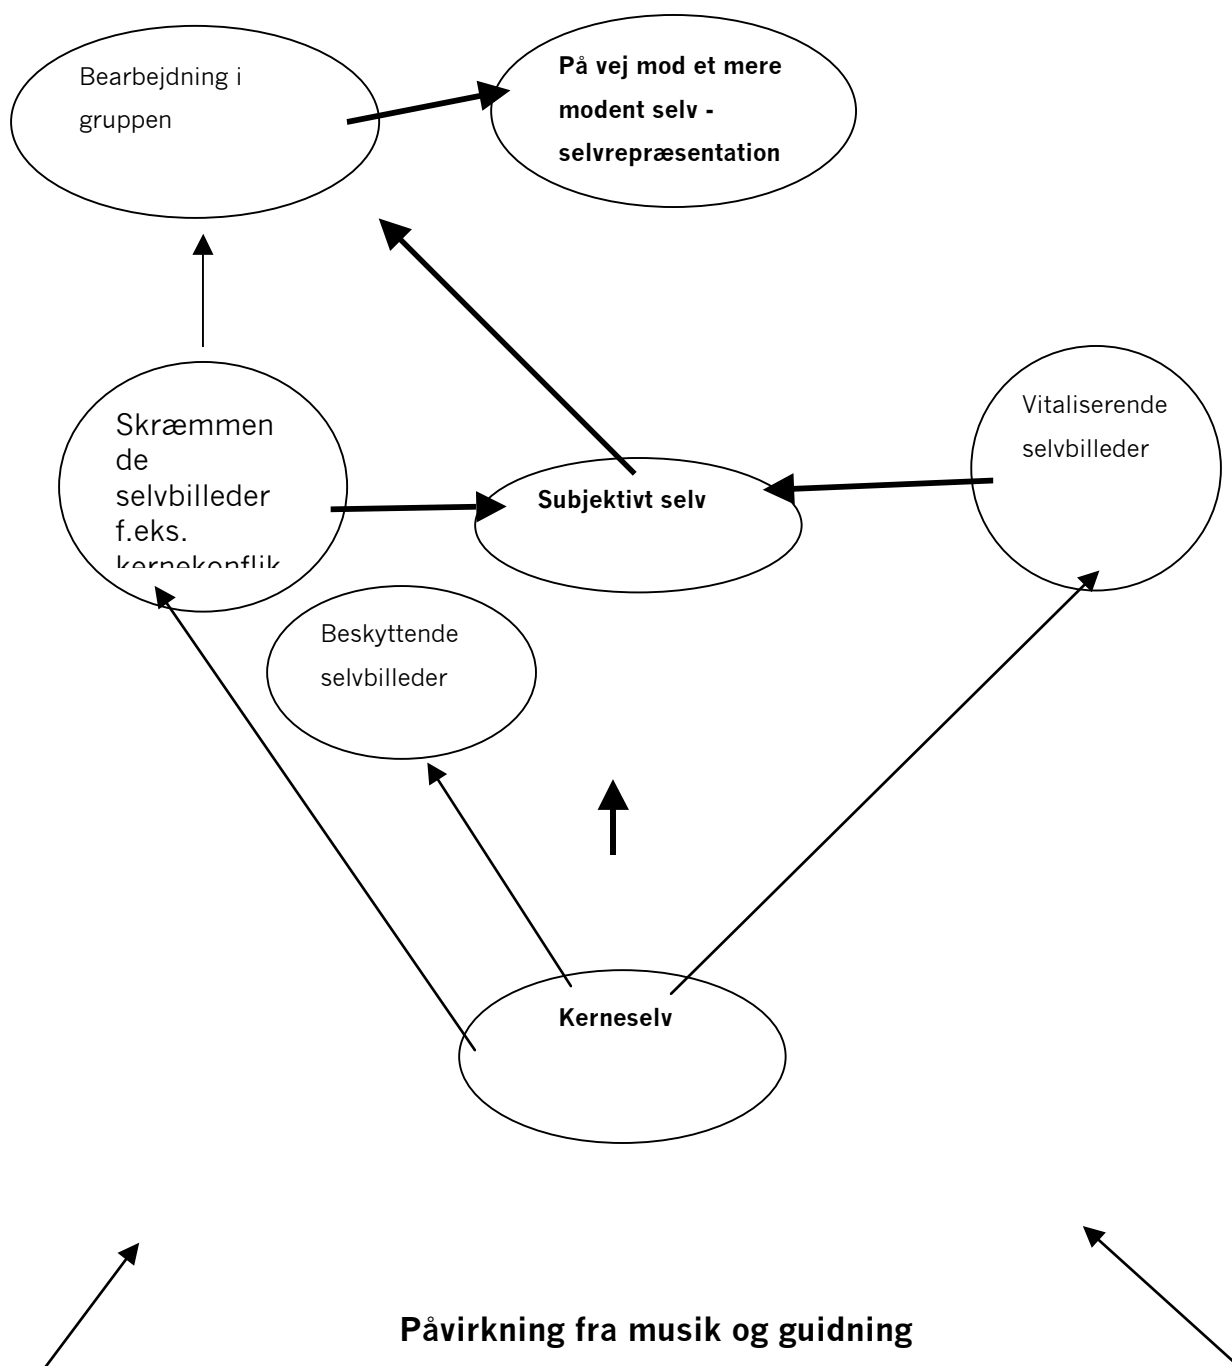 Bearbejdning i
gruppen
På vej mod et mere
modent selv -
selvrepræsentation
Skræmmen
de
selvbilleder
f.eks.
kernekonflik
Vitaliserende
selvbilleder
Subjektivt selv
Beskyttende
selvbilleder
Kerneselv
Påvirkning fra musik og guidning